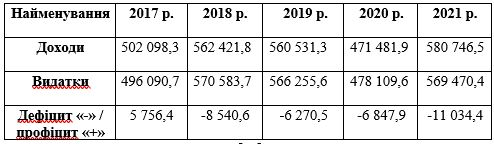 Найменування 2017 р. 2018 р. 2019 р. 2020 р. 2021 р.
Доходи 502 098,3 562 421,8 560 531,3 471 481,9 580 746,5
Видатки 496 090,7 570 583,7 566 255,6 478 109,6 569 470,4
Дефіцит «-» / 5 756,4 -8 540,6 -6 270,5 -6 847,9 -11 034,4
профіцит «+»